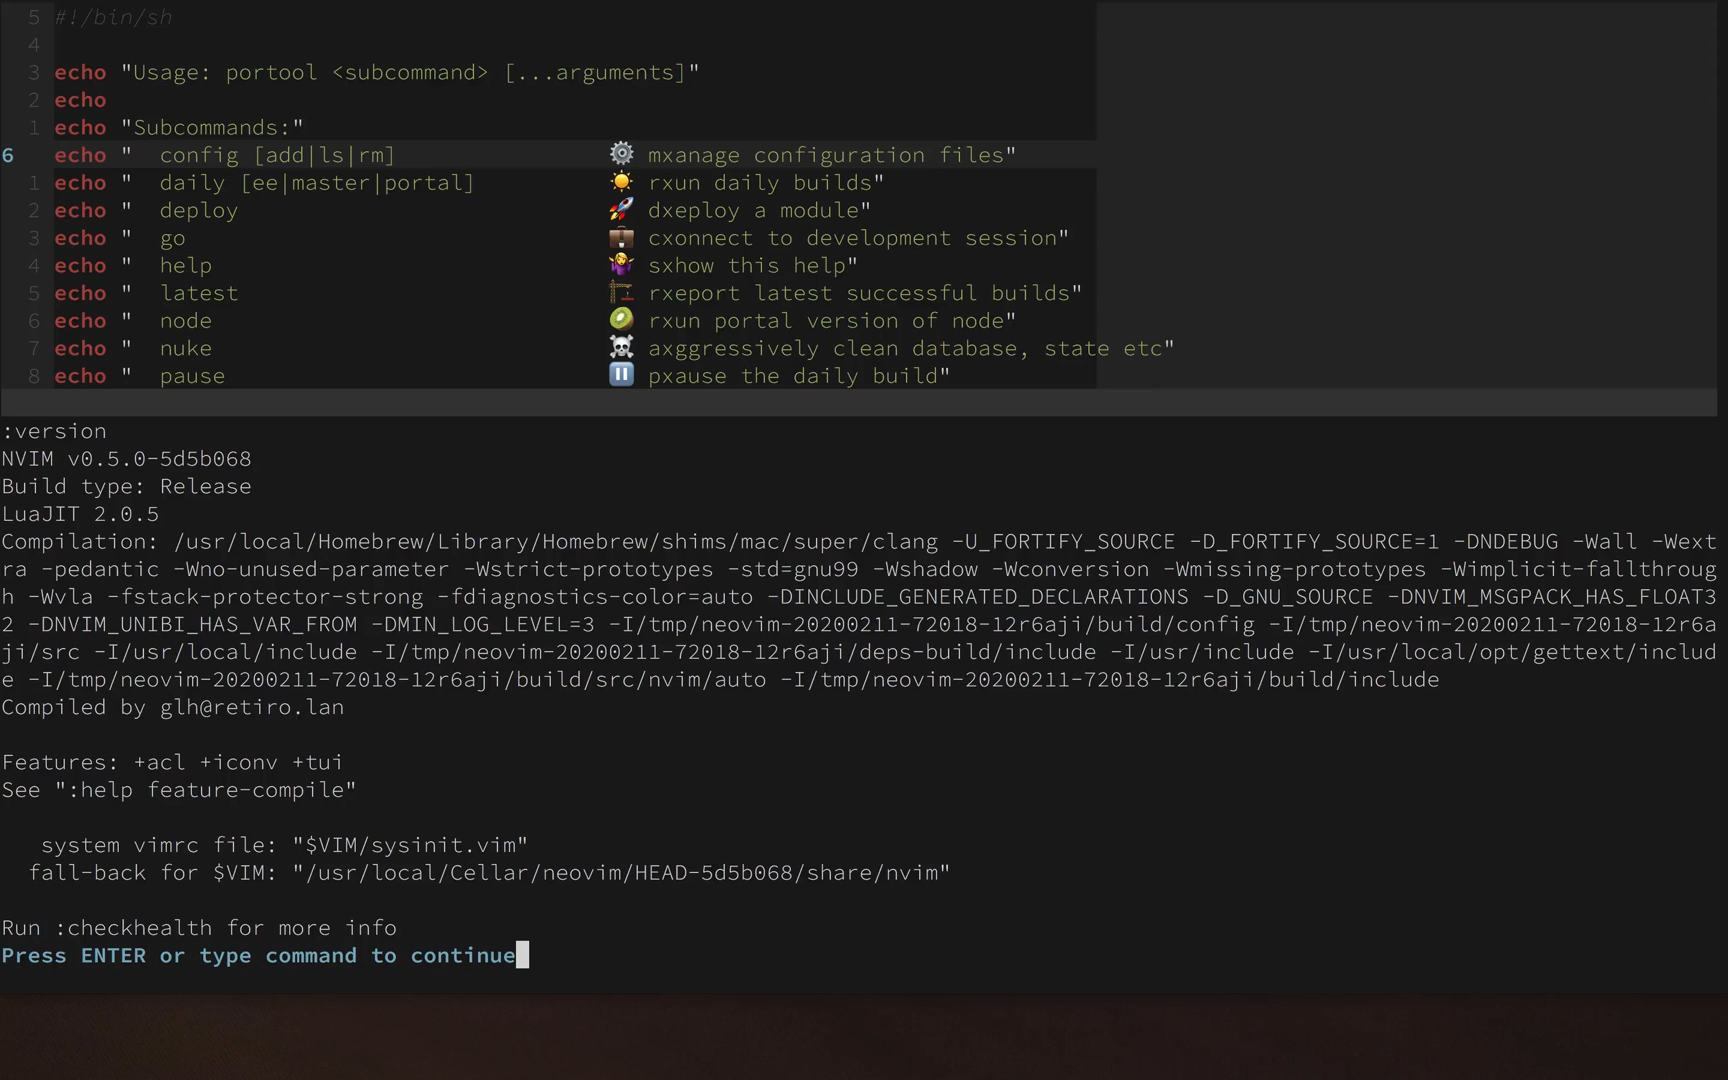 5 #!/bin/sh
4
3 echo "Usage: portool <subcommand> [...arguments]"
2 echo
1 echo "Subcommands:"
6 echo "  config [add|ls|rm] ⚙️ mxanage configuration files"
1 echo "  daily [ee|master|portal] ☀️ rxun daily builds"
2 echo "  deploy 🚀 dxeploy a module"
3 echo "  go 💼 cxonnect to development session"
4 echo "  help 🤷‍♀️ sxhow this help"
5 echo "  latest 🏗 rxeport latest successful builds"
6 echo "  node 🥝 rxun portal version of node"
7 echo "  nuke ☠️ axggressively clean database, state etc"
8 echo "  pause ⏸ pxause the daily build"
:version
NVIM v0.5.0-5d5b068
Build type: Release
LuaJIT 2.0.5
Compilation: /usr/local/Homebrew/Library/Homebrew/shims/mac/super/clang -U_FORTIFY_SOURCE -D_FORTIFY_SOURCE=1 -DNDEBUG -Wall -Wext
ra -pedantic -Wno-unused-parameter -Wstrict-prototypes -std=gnu99 -Wshadow -Wconversion -Wmissing-prototypes -Wimplicit-fallthroug
h -Wvla -fstack-protector-strong -fdiagnostics-color=auto -DINCLUDE_GENERATED_DECLARATIONS -D_GNU_SOURCE -DNVIM_MSGPACK_HAS_FLOAT3
2 -DNVIM_UNIBI_HAS_VAR_FROM -DMIN_LOG_LEVEL=3 -I/tmp/neovim-20200211-72018-12r6aji/build/config -I/tmp/neovim-20200211-72018-12r6a
ji/src -I/usr/local/include -I/tmp/neovim-20200211-72018-12r6aji/deps-build/include -I/usr/include -I/usr/local/opt/gettext/includ
e -I/tmp/neovim-20200211-72018-12r6aji/build/src/nvim/auto -I/tmp/neovim-20200211-72018-12r6aji/build/include
Compiled by glh@retiro.lan
Features: +acl +iconv +tui
See ":help feature-compile"
system vimrc file: "$VIM/sysinit.vim"
fall-back for $VIM: "/usr/local/Cellar/neovim/HEAD-5d5b068/share/nvim"
Run :checkhealth for more info
Press ENTER or type command to continue